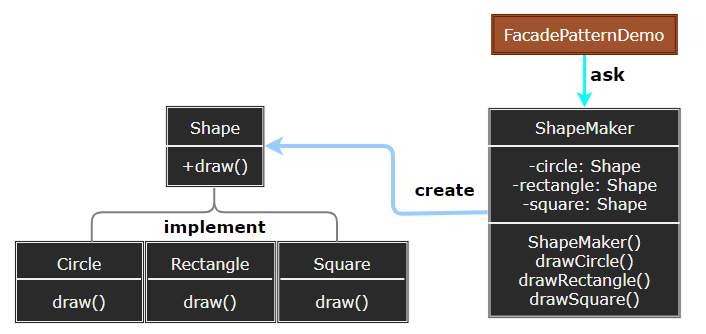 FacadePatternDemo
ask
Shape
+draw()
ShapeMaker
-circle: Shape
-rectangle: Shape
-square: Shape
ShapeMaker()
drawCircle()
drawRectangle()
drawSquare()
create
implement
Circle
draw()
Rectangle
draw()
Square
draw()